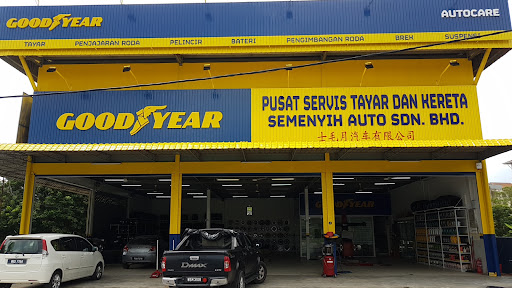 GOODYEAR
AUTOCARE
TAYAR PENJAJARAN RODA PELINCIR BATERI PENGIMBANGAN RODA BREK SUSPENSI
GOODYEAR
PUSAT SERVIS TAYAR DAN KERETA
SEMENYIH AUTO SDN. BHD.
士毛月汽车有限公司
GOODYEAR
D-MAX